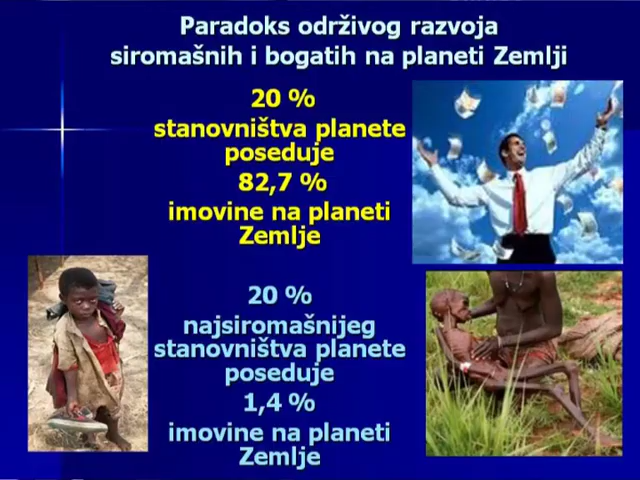 Paradoks održivog razvoja
siromašnih i bogatih na planeti Zemlji
20 %
stanovništva planete
poseduje
82,7 %
imovine na planeti
Zemlje
20 %
najsiromašnijeg
stanovništva planete
poseduje
1,4 %
imovine na planeti
Zemlje